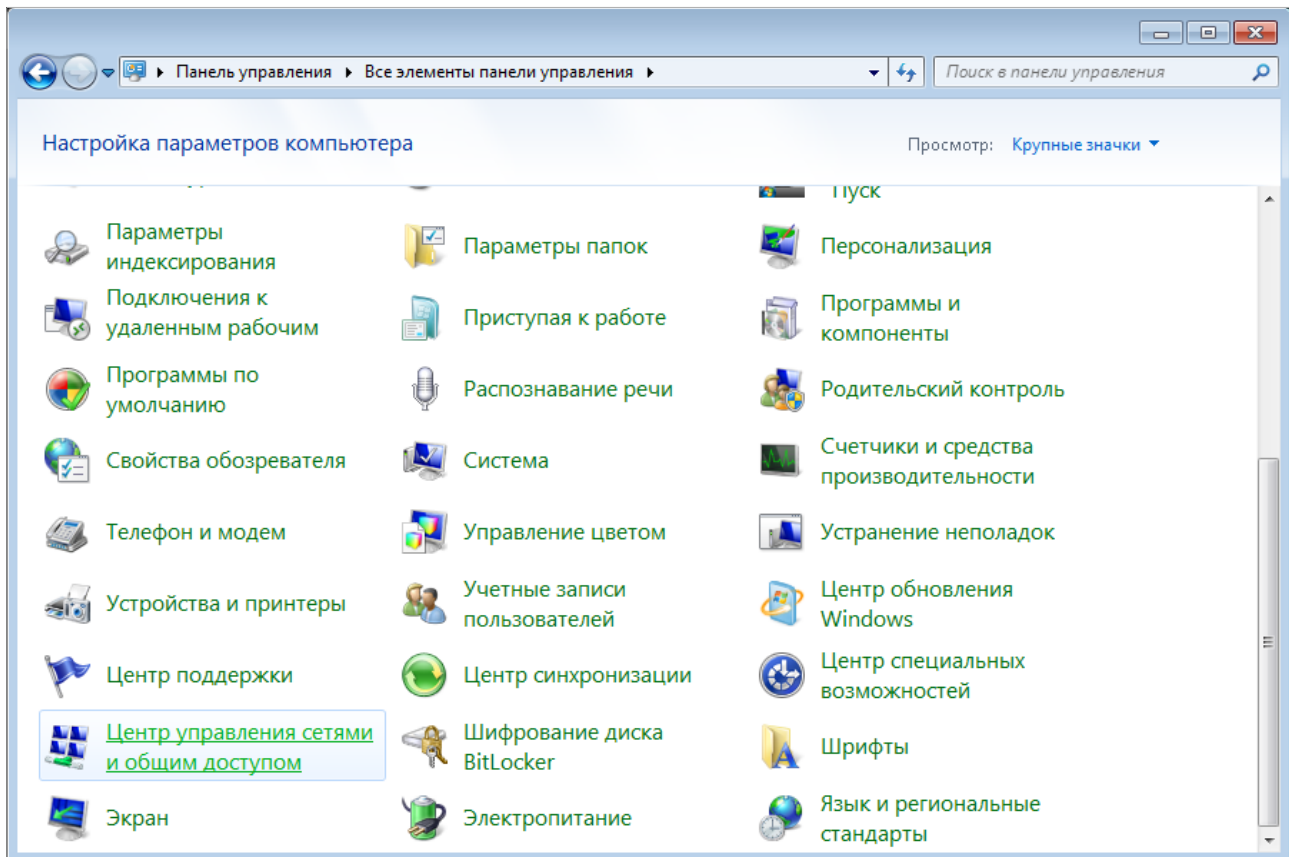 Панель управления ▸ Все элементы панели управления ▸
Поиск в панели управления
Настройка параметров компьютера
Просмотр: Крупные значки
Пуск
Параметры индексирования
Параметры папок
Персонализация
Подключения к удаленным рабочим
Приступая к работе
Программы и компоненты
Программы по умолчанию
Распознавание речи
Родительский контроль
Свойства обозревателя
Система
Счетчики и средства производительности
Телефон и модем
Управление цветом
Устранение неполадок
Устройства и принтеры
Учетные записи пользователей
Центр обновления Windows
Центр поддержки
Центр синхронизации
Центр специальных возможностей
Центр управления сетями и общим доступом
Шифрование диска BitLocker
Шрифты
Экран
Электропитание
Язык и региональные стандарты